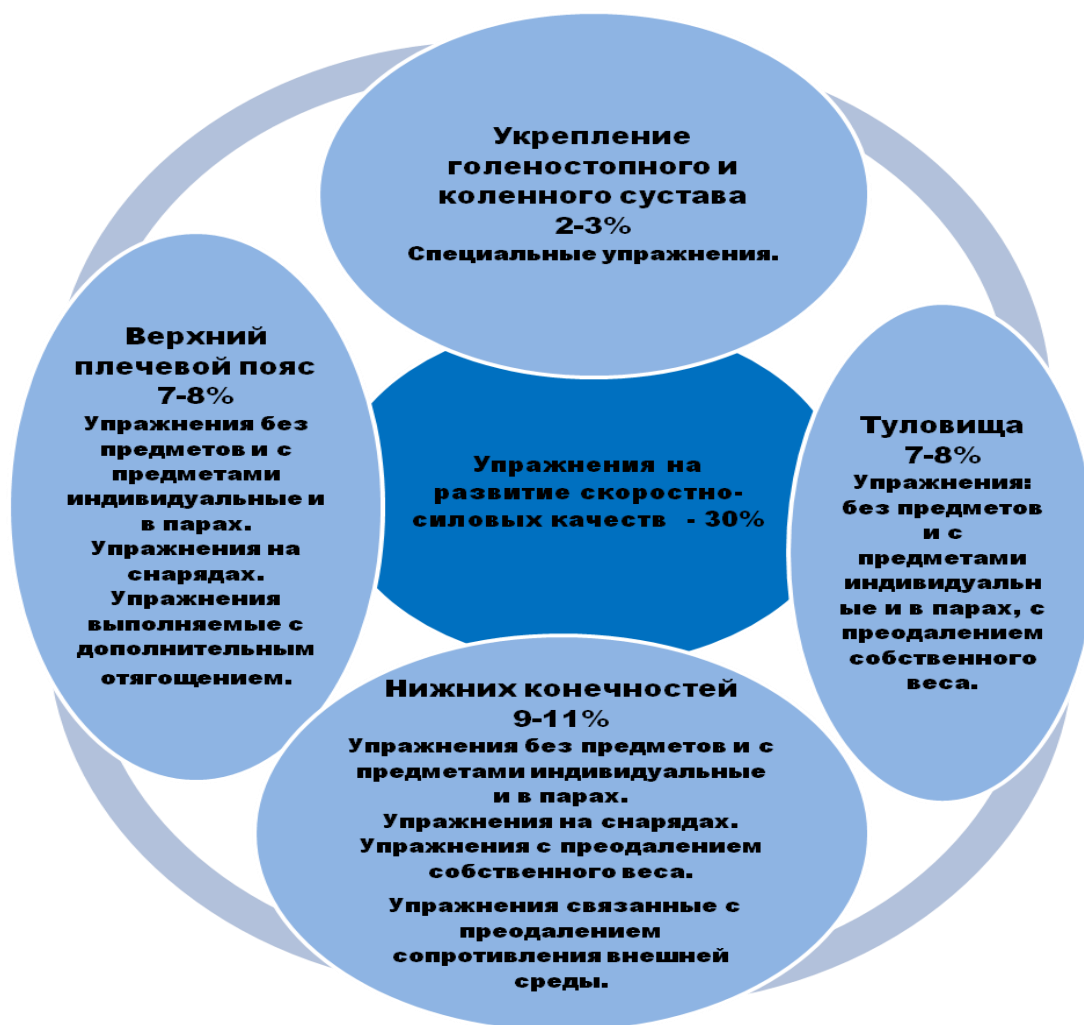 Укрепление
голеностопного и
коленного сустава
2-3%
Специальные упражнения.
Верхний
плечевой пояс
7-8%
Упражнения без
предметов и с
предметами
индивидуальные и
в парах.
Упражнения на
снарядах.
Упражнения
выполняемые с
дополнительным
отягощением.
Упражнения на
развитие скоростно-
силовых качеств - 30%
Туловища
7-8%
Упражнения:
без предметов
и с
предметами
индивидуальн
ые и в парах, с
преодалением
собственного
веса.
Нижних конечностей
9-11%
Упражнения без предметов и с
предметами индивидуальные
и в парах.
Упражнения на снарядах.
Упражнения с преодалением
собственного веса.
Упражнения связанные с
преодалением
сопротивления внешней
среды.